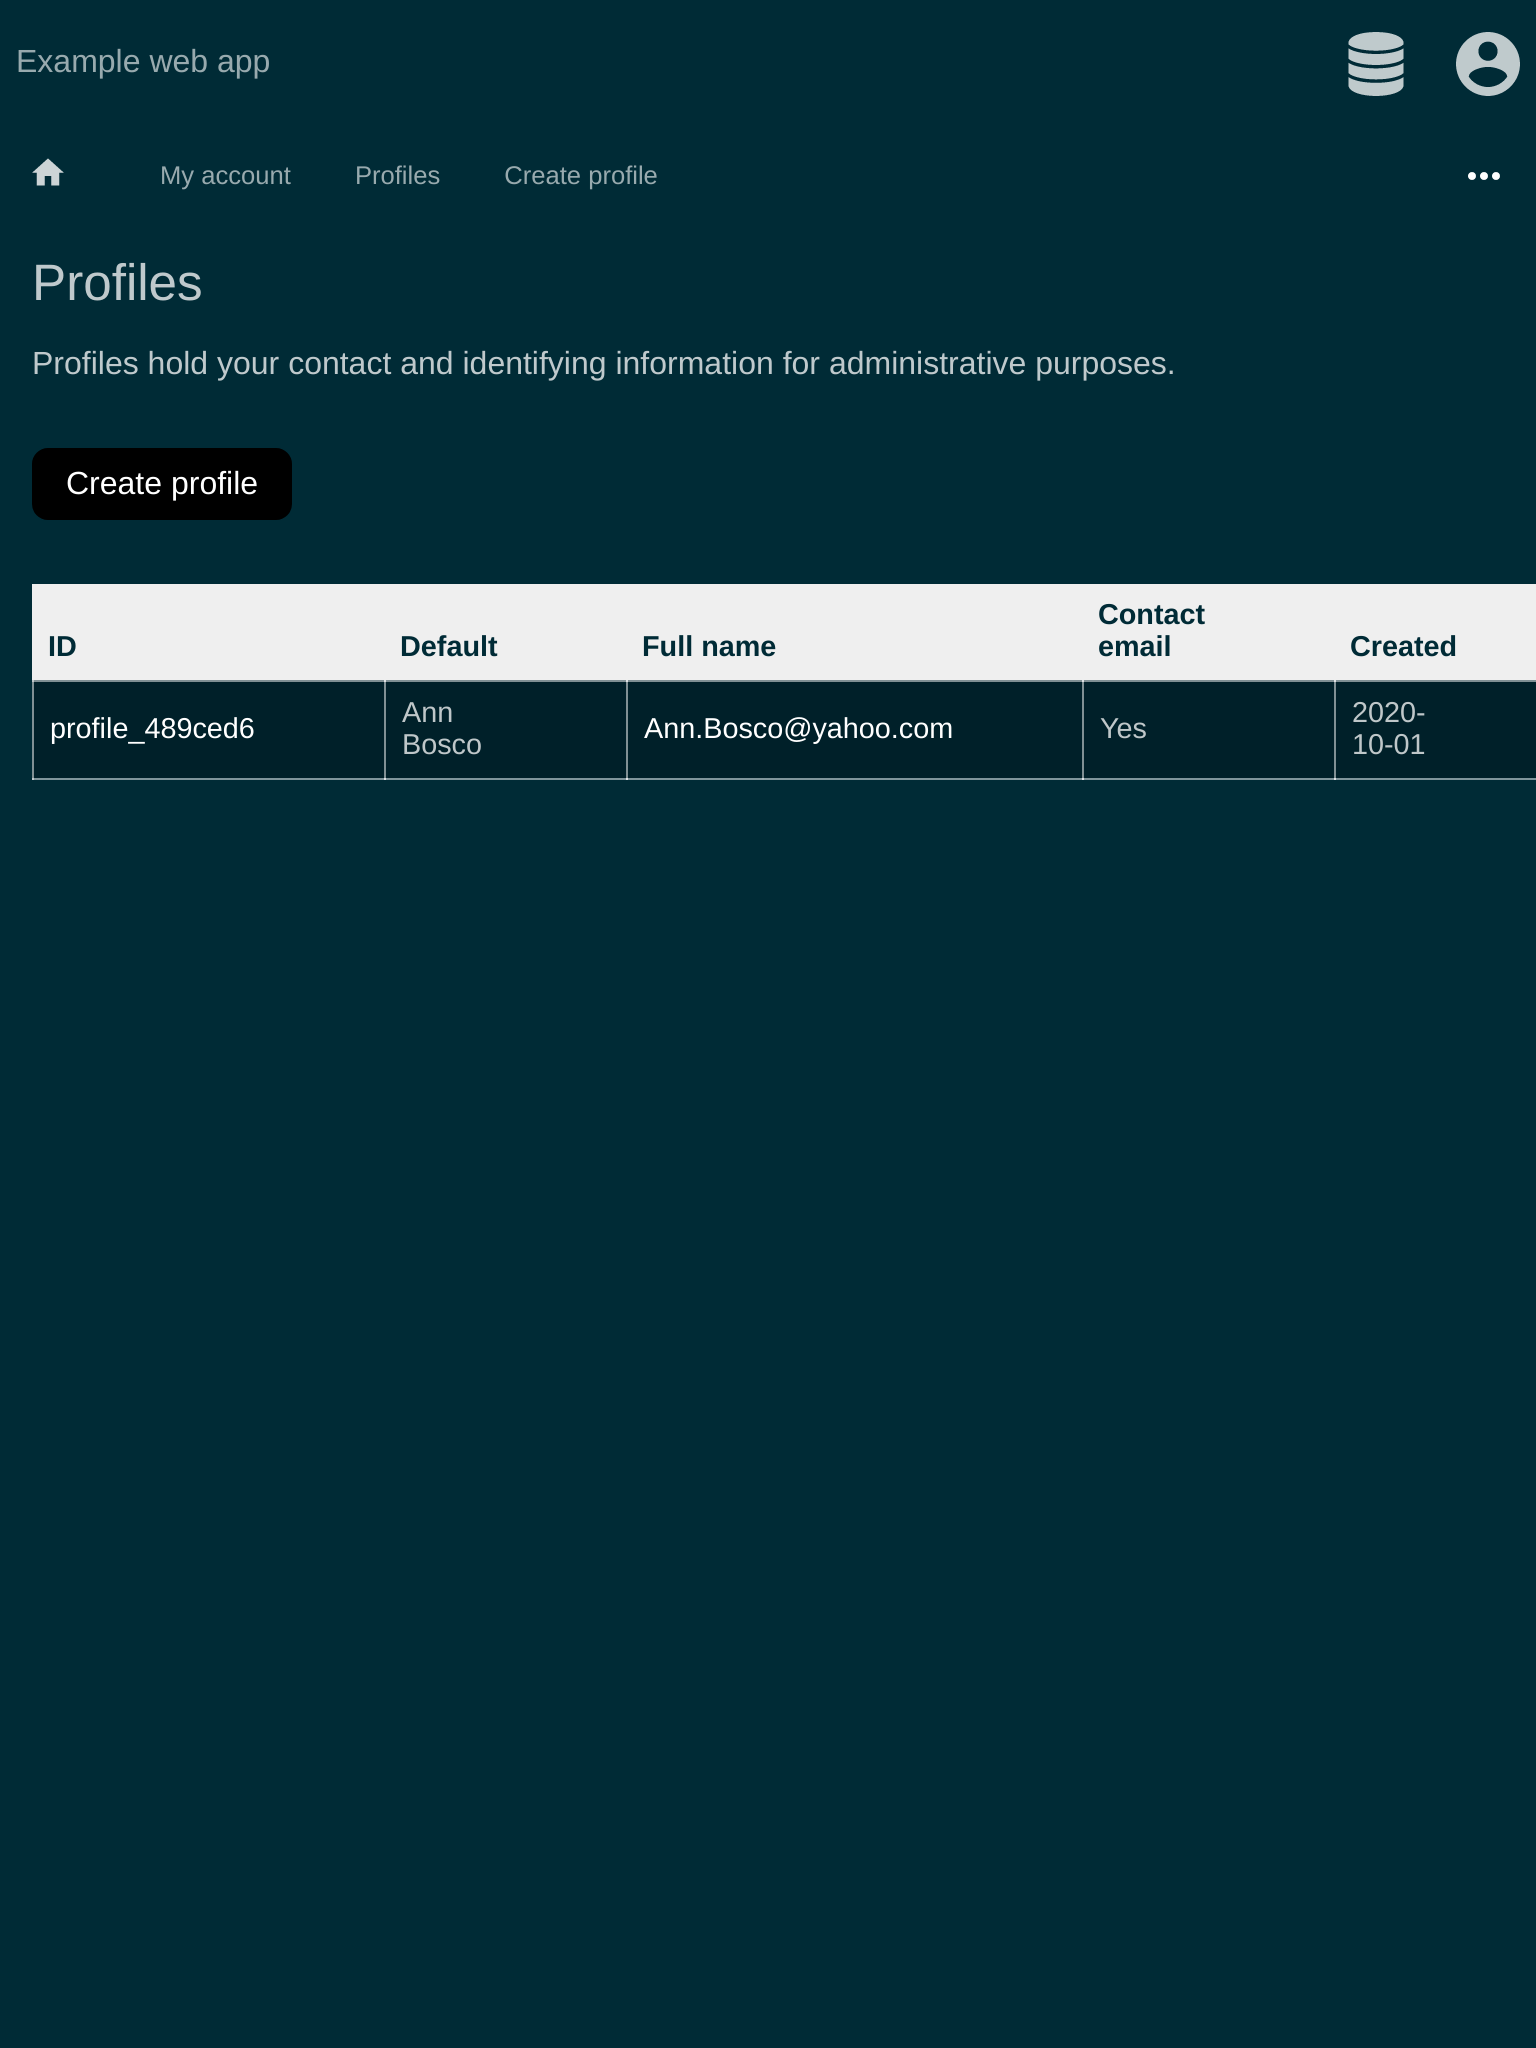 Example web app
My account Profiles Create profile
Profiles
Profiles hold your contact and identifying information for administrative purposes.
Create profile
ID Default Full name Contact email Created
profile_489ced6 Ann Bosco Ann.Bosco@yahoo.com Yes 2020-10-01